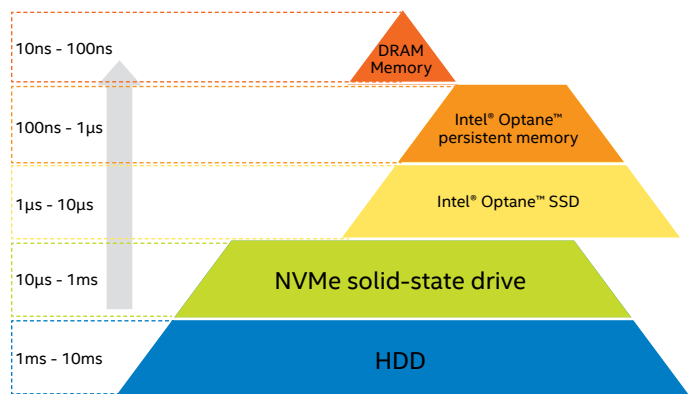 10ns - 100ns
DRAM
Memory
100ns - 1µs
Intel® Optane™
persistent memory
1µs - 10µs
Intel® Optane™ SSD
10µs - 1ms
NVMe solid-state drive
1ms - 10ms
HDD